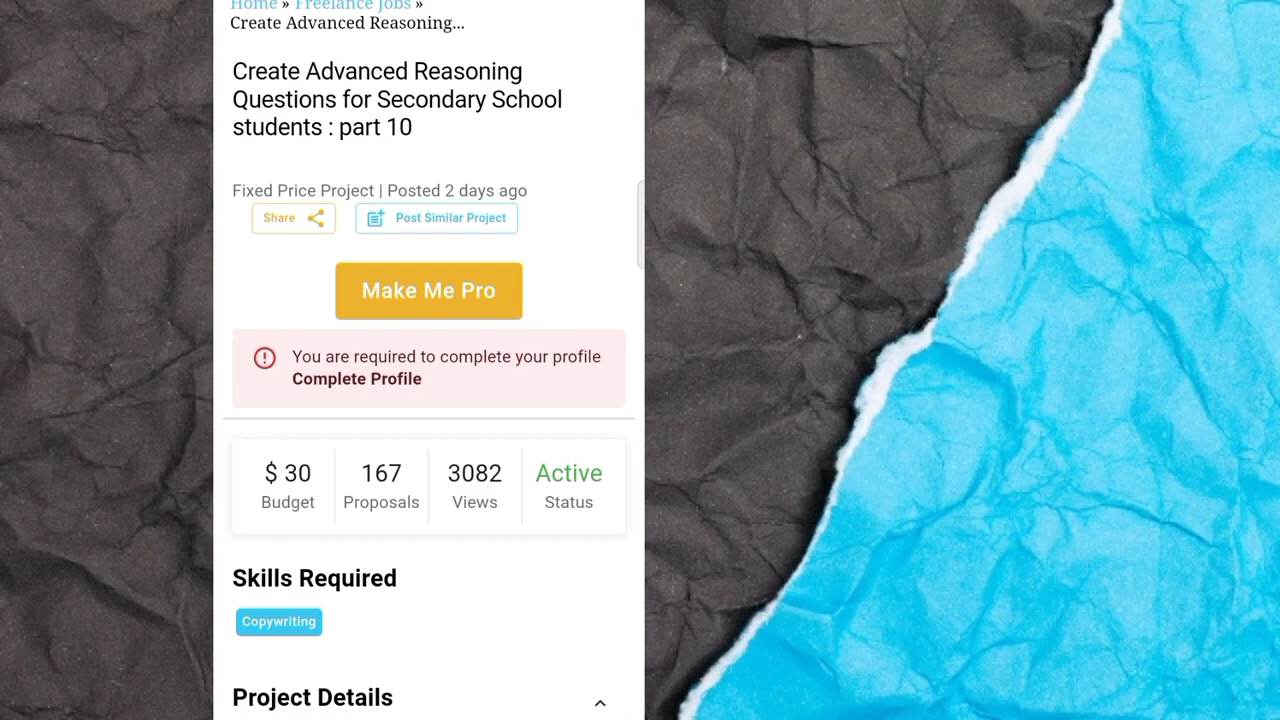 Home » Freelance Jobs »
Create Advanced Reasoning...
Create Advanced Reasoning
Questions for Secondary School
students : part 10
Fixed Price Project | Posted 2 days ago
Share
Post Similar Project
Make Me Pro
You are required to complete your profile
Complete Profile
$ 30
Budget
167
Proposals
3082
Views
Active
Status
Skills Required
Copywriting
Project Details